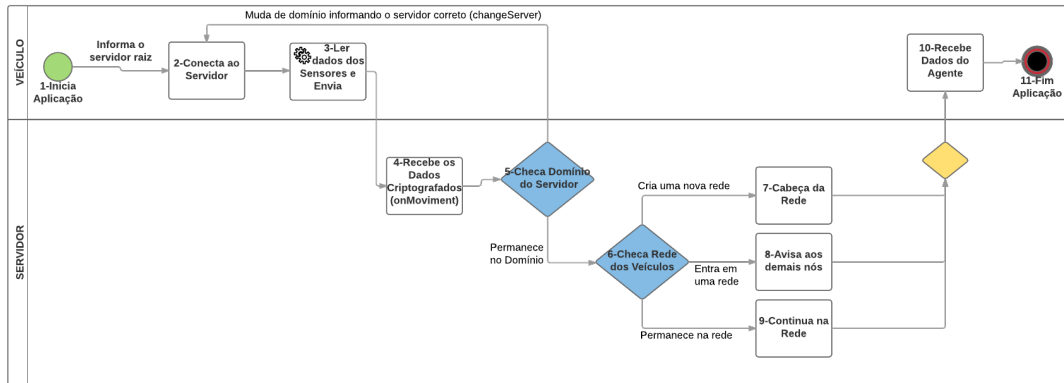 Muda de domínio informando o servidor correto (changeServer)
VEÍCULO
Informa o
servidor raiz
1-Inicia
Aplicação
2-Conecta ao
Servidor
3-Ler
dados dos
Sensores e
Envia
10-Recebe
Dados do
Agente
11-Fim
Aplicação
SERVIDOR
4-Recebe os
Dados
Criptografados
(onMoviment)
5-Checa Domínio
do Servidor
Permanece
no Domínio
6-Checa Rede
dos Veículos
Cria uma nova rede
7-Cabeça da
Rede
Entra em
uma rede
8-Avisa aos
demais nós
Permanece na rede
9-Continua na
Rede